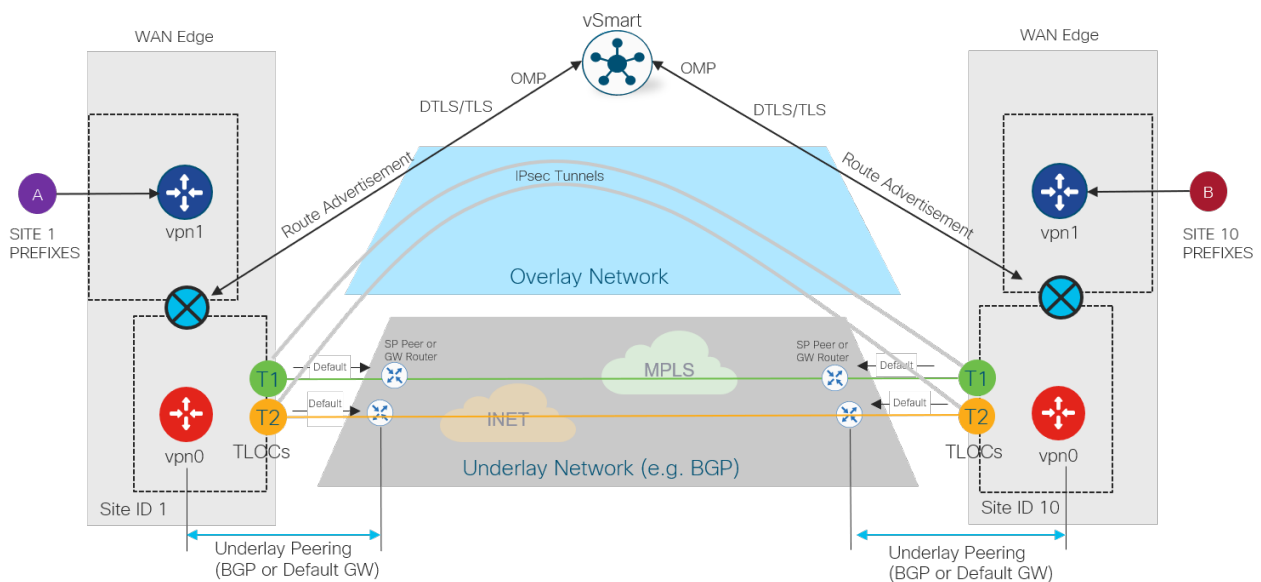 vSmart
WAN Edge
WAN Edge
OMP
OMP
DTLS/TLS
DTLS/TLS
Route Advertisement
Route Advertisement
IPsec Tunnels
A
B
vpn1
vpn1
SITE 1
PREFIXES
SITE 10
PREFIXES
Overlay Network
SP Peer or
GW Router
SP Peer or
GW Router
T1
Default
MPLS
Default
T1
T2
Default
INET
Default
T2
TLOCs
TLOCs
vpn0
vpn0
Underlay Network (e.g. BGP)
Site ID 1
Site ID 10
Underlay Peering
(BGP or Default GW)
Underlay Peering
(BGP or Default GW)